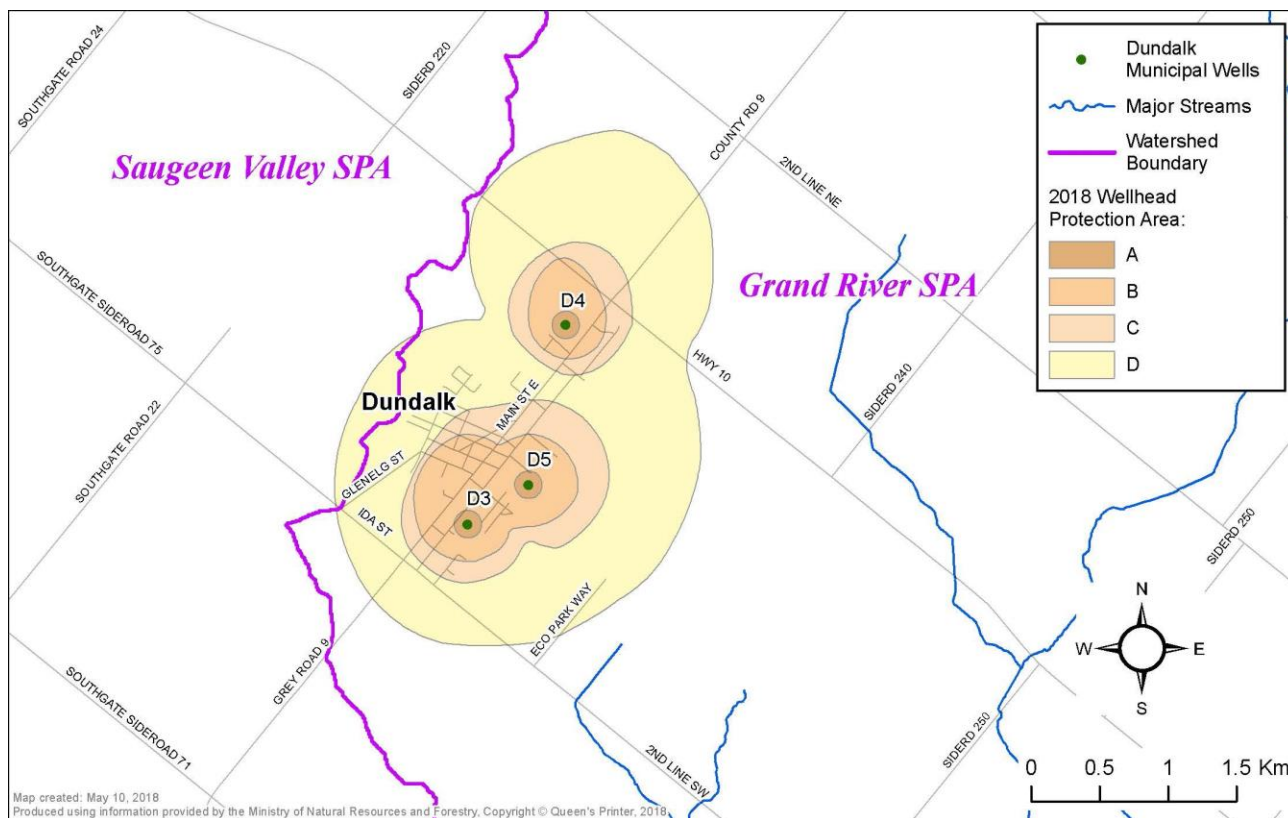 SOUTHGATE ROAD 24
SIDERD 220
COUNTY RD 9
2ND LINE NE
Saugeen Valley SPA
Grand River SPA
SOUTHGATE SIDEROAD 75
D4
HWY 10
SIDERD 240
MAIN ST E
Dundalk
SOUTHGATE ROAD 22
GLENELG ST
D5
D3
IDA ST
SIDERD 250
ECO PARK WAY
GREY ROAD 9
SOUTHGATE SIDEROAD 71
2ND LINE SW
SIDERD 250
Dundalk
Municipal Wells
Major Streams
Watershed
Boundary
2018 Wellhead
Protection Area:
A
B
C
D
N
W
E
S
0 0.5 1 1.5 Km
Map created: May 10, 2018
Produced using information provided by the Ministry of Natural Resources and Forestry, Copyright © Queen's Printer, 2018